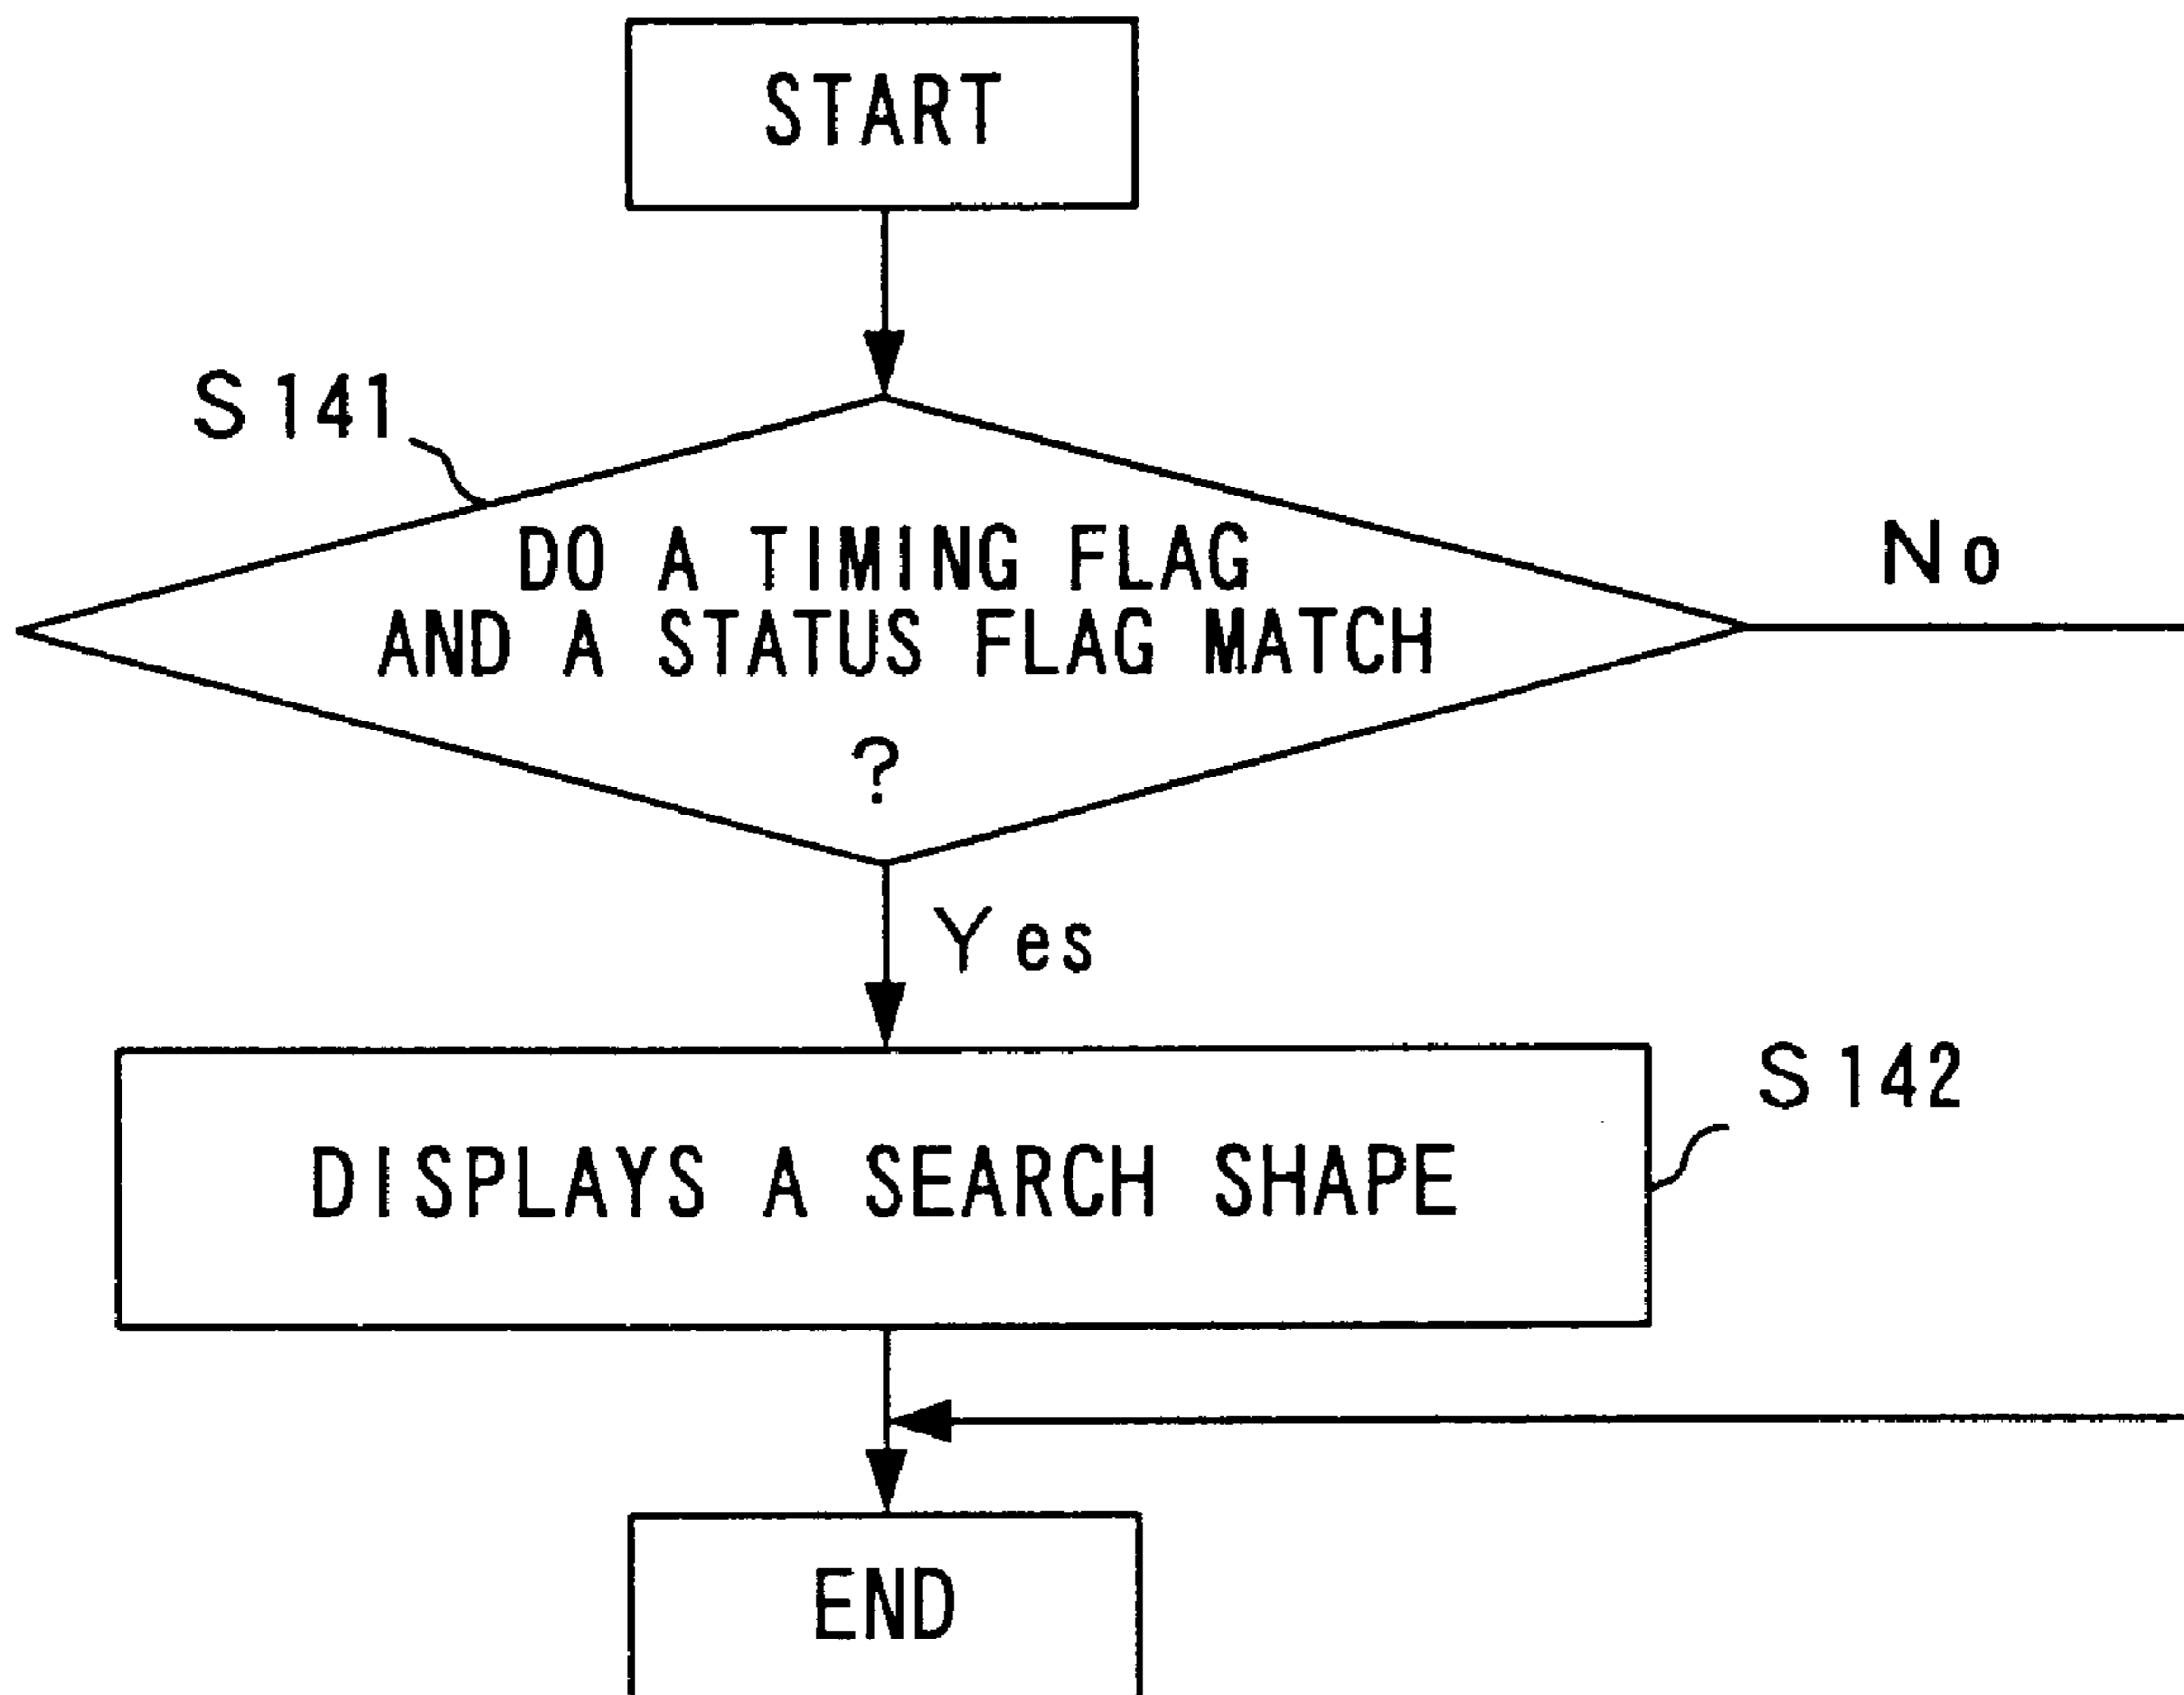 START
S141
DO A TIMING FLAG
AND A STATUS FLAG MATCH
?
No
Yes
S142
DISPLAYS A SEARCH SHAPE
END